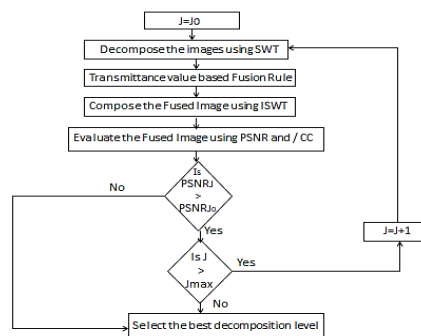 J=J0
Decompose the images using SWT
Transmittance value based Fusion Rule
Compose the Fused Image using ISWT
Evaluate the Fused Image using PSNR and / CC
Is
PSNRJ
>
PSNRJ0
No
Yes
J=J+1
Is J
>
Jmax
Yes
No
Select the best decomposition level